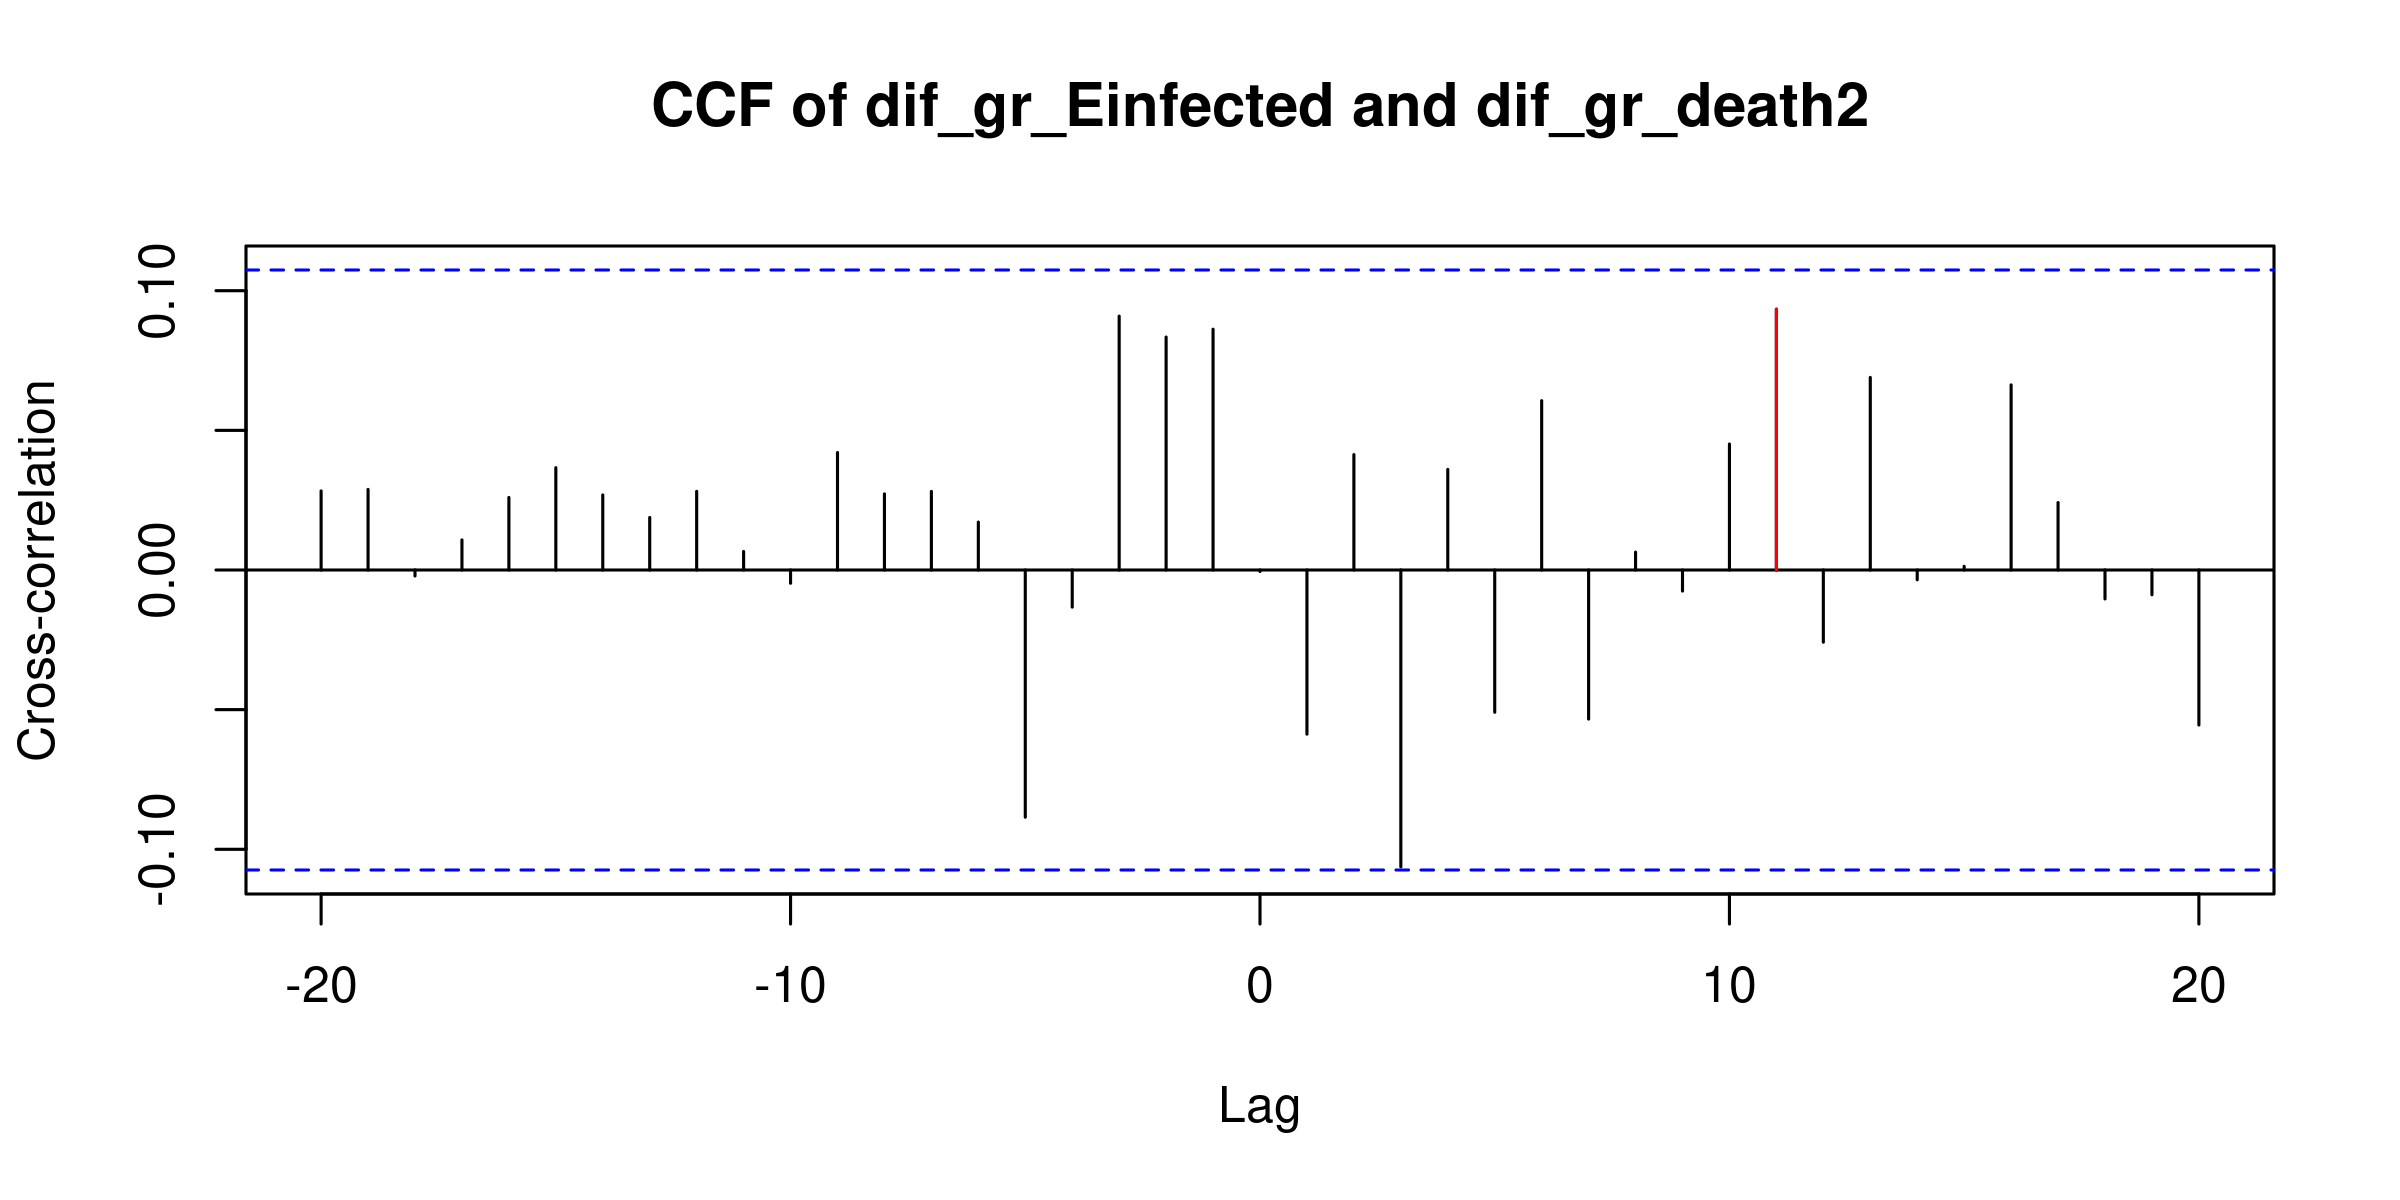 CCF of dif_gr_Einfected and dif_gr_death2
Cross-correlation
0.10
0.00
-0.10
-20
-10
0
10
20
Lag